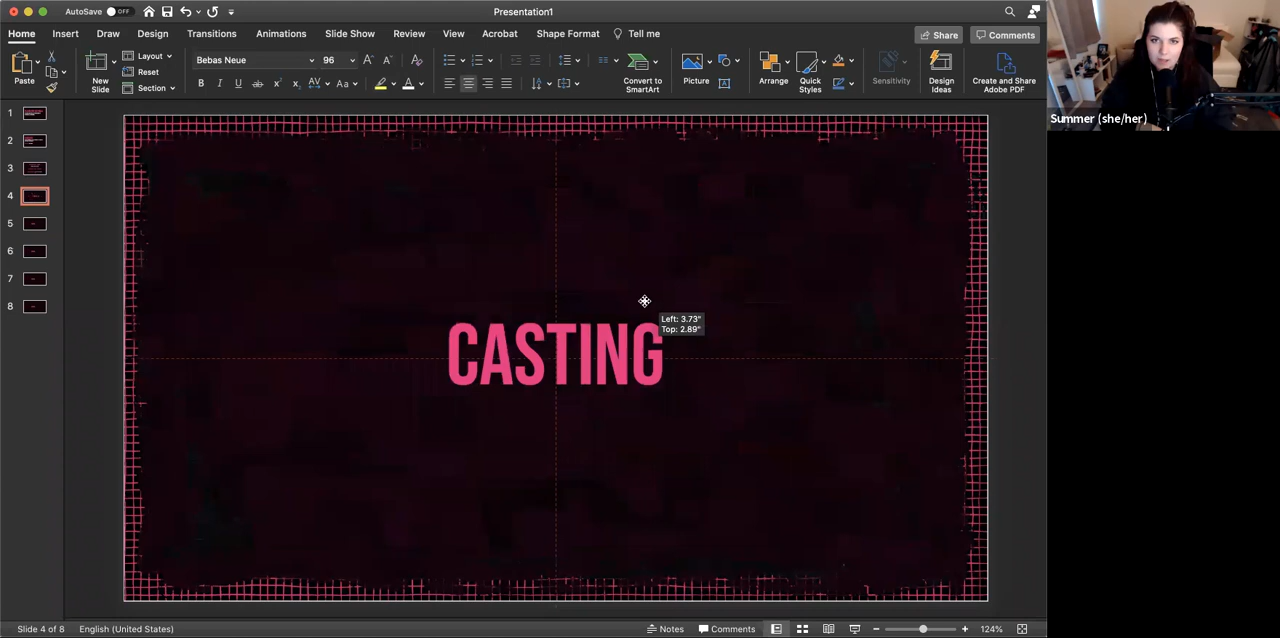 AutoSave OFF
Presentation1
Home Insert Draw Design Transitions Animations Slide Show Review View Acrobat Shape Format Tell me
Share Comments
Paste
New
Slide
Layout
Reset
Section
Bebas Neue 96
Convert to
SmartArt
Picture
Arrange
Quick
Styles
Sensitivity
Design
Ideas
Create and Share
Adobe PDF
Summer (she/her)
1
2
3
4
5
6
7
8
CASTING
Left: 3.73"
Top: 2.89"
Slide 4 of 8 English (United States) Notes Comments 124%